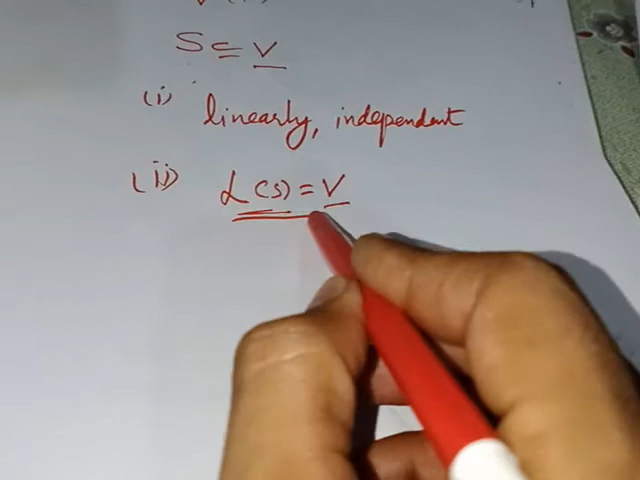 S ⊆ V
(i) linearly, independent
(ii) L(S) = V